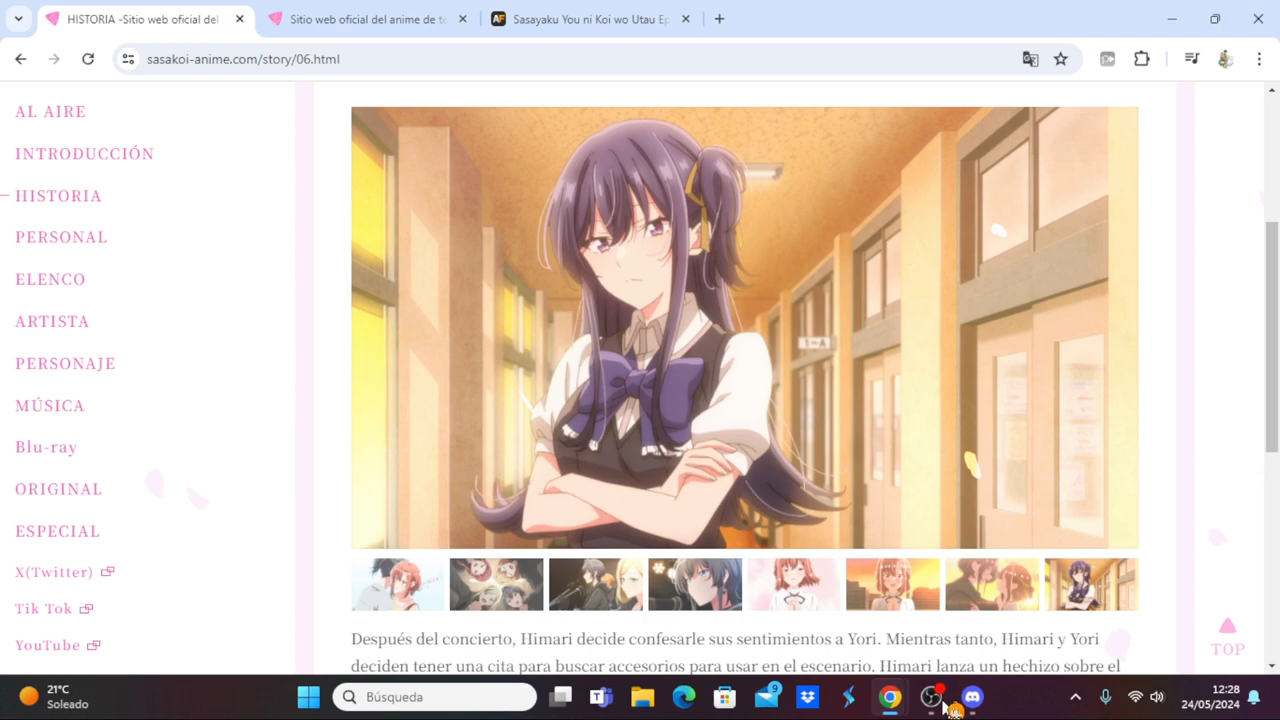 HISTORIA -Sitio web oficial del
Sitio web oficial del anime de te
AF
Sasayaku You ni Koi wo Utau Ep
sasakoi-anime.com/story/06.html
AL AIRE
INTRODUCCIÓN
HISTORIA
PERSONAL
ELENCO
ARTISTA
PERSONAJE
MÚSICA
Blu-ray
ORIGINAL
ESPECIAL
X(Twitter)
Tik Tok
YouTube
1-A
Después del concierto, Himari decide confesarle sus sentimientos a Yori. Mientras tanto, Himari y Yori
deciden tener una cita para buscar accesorios para usar en el escenario. Himari lanza un hechizo sobre el
TOP
21°C
Soleado
Búsqueda
9
12:28
24/05/2024